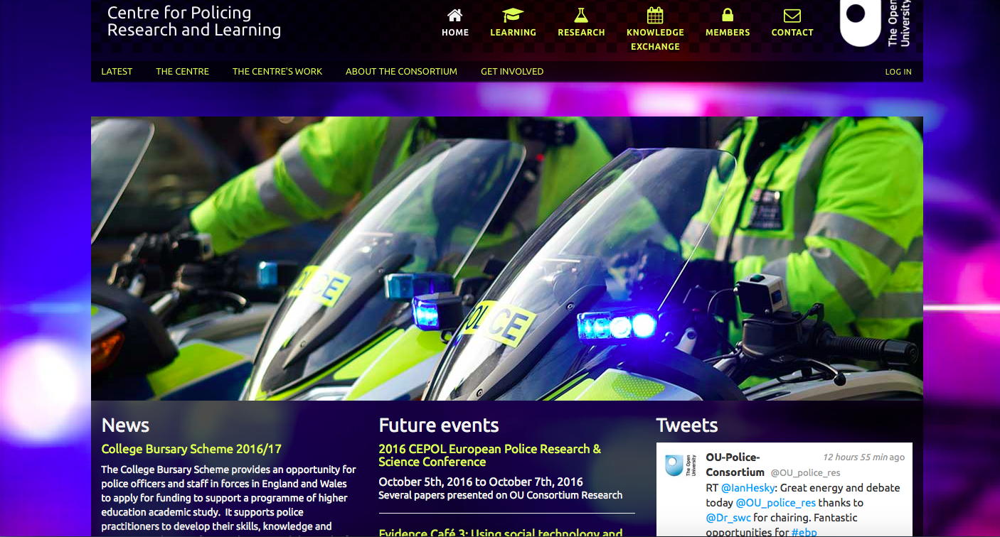 Centre for Policing
Research and Learning
HOME
LEARNING
RESEARCH
KNOWLEDGE
EXCHANGE
MEMBERS
CONTACT
The Open
University
LATEST
THE CENTRE
THE CENTRE'S WORK
ABOUT THE CONSORTIUM
GET INVOLVED
LOG IN
POLICE
POLICE
News
College Bursary Scheme 2016/17
The College Bursary Scheme provides an opportunity for
police officers and staff in forces in England and Wales
to apply for funding to support a programme of higher
education academic study. It supports police
practitioners to develop their skills, knowledge and
Future events
2016 CEPOL European Police Research &
Science Conference
October 5th, 2016 to October 7th, 2016
Several papers presented on OU Consortium Research
Evidence Café 3: Using social technology and
Tweets
The Open
University
OU-Police-
Consortium @OU_police_res
12 hours 55 min ago
RT @IanHesky: Great energy and debate
today @OU_police_res thanks to
@Dr_swc for chairing. Fantastic
opportunities for #ebp